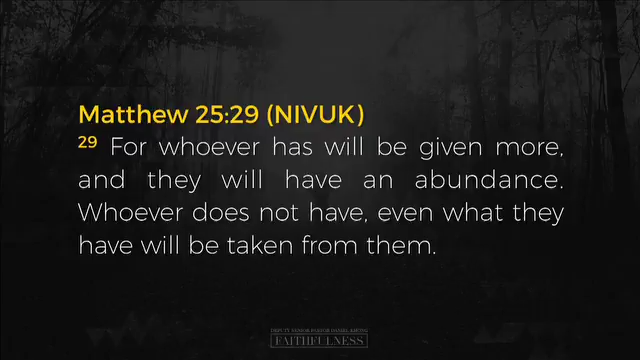 Matthew 25:29 (NIVUK)
29 For whoever has will be given more,
and they will have an abundance.
Whoever does not have, even what they
have will be taken from them.
FAITHFULNESS